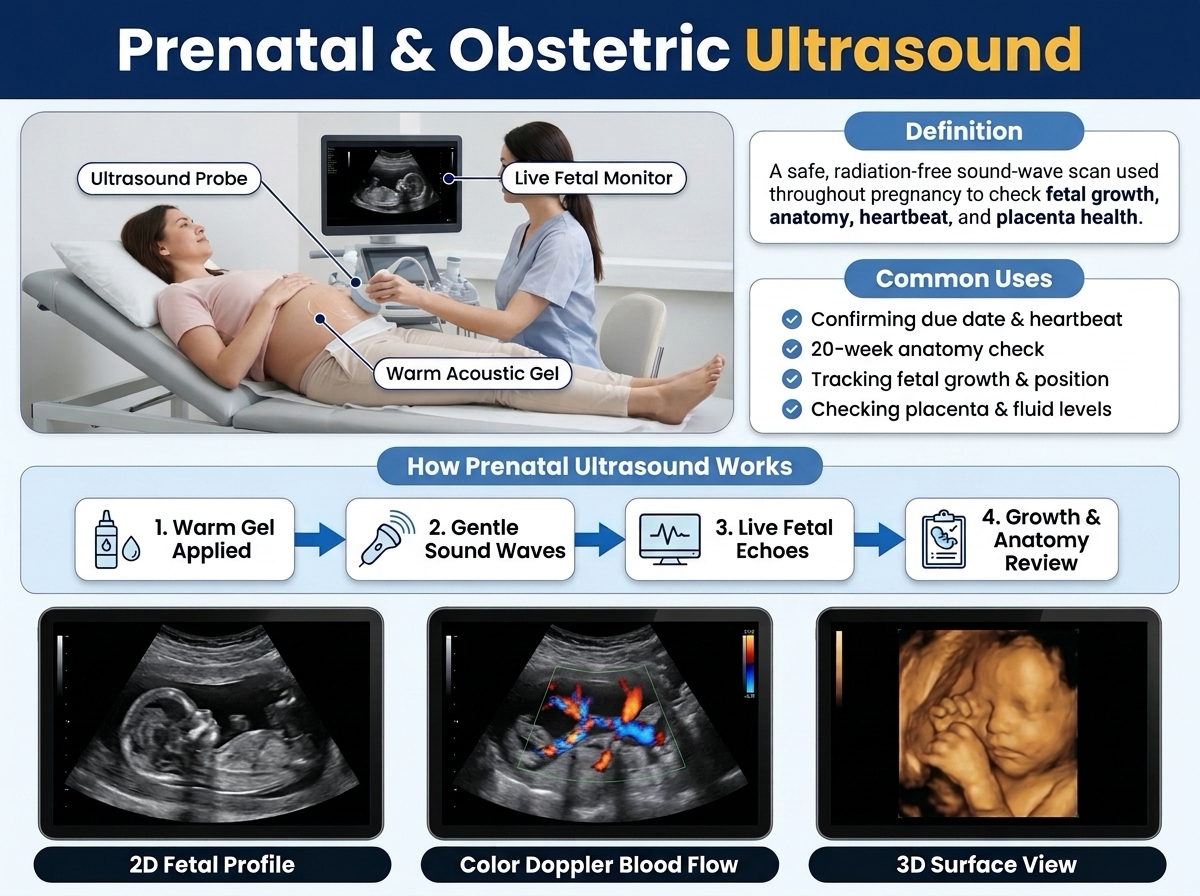 Prenatal & Obstetric Ultrasound
Ultrasound Probe
Live Fetal Monitor
Warm Acoustic Gel
Definition
A safe, radiation-free sound-wave scan used
throughout pregnancy to check fetal growth,
anatomy, heartbeat, and placenta health.
Common Uses
Confirming due date & heartbeat
20-week anatomy check
Tracking fetal growth & position
Checking placenta & fluid levels
How Prenatal Ultrasound Works
1. Warm Gel
Applied
2. Gentle
Sound Waves
3. Live Fetal
Echoes
4. Growth &
Anatomy
Review
2D Fetal Profile
Color Doppler Blood Flow
3D Surface View